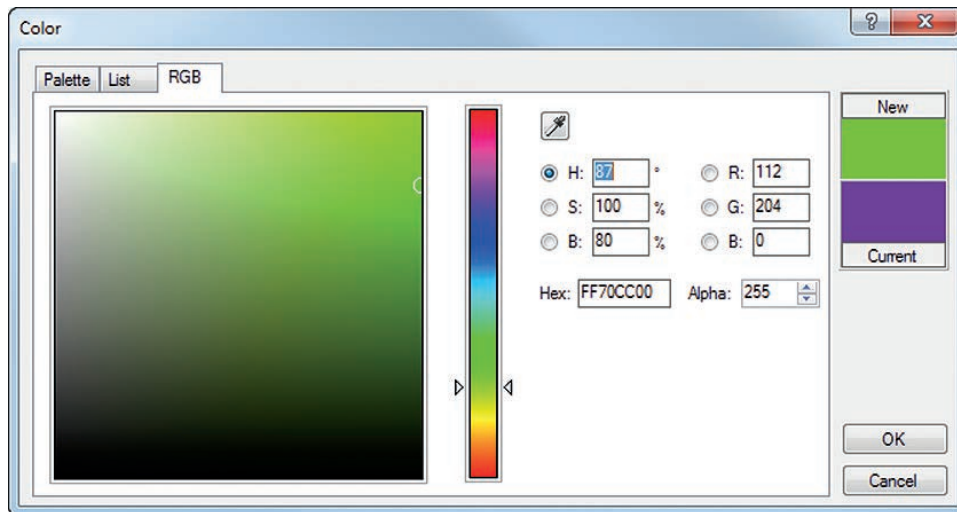 Color
?
Palette List RGB
New
H: 87 ° R: 112
S: 100 % G: 204
B: 80 % B: 0
Current
Hex: FF70CC00 Alpha: 255
OK
Cancel